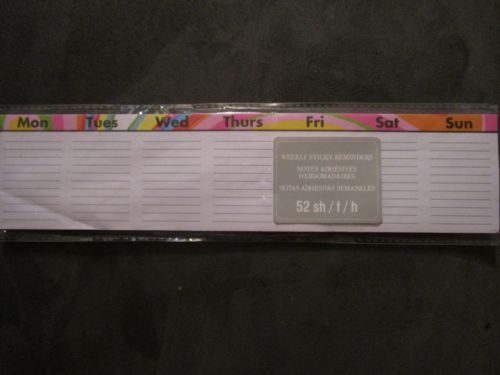 Mon Tues Wed Thurs Fri Sat Sun
WEEKLY STICKY REMINDERS
NOTES ADHÉSIVES
HEBDOMADAIRES
NOTAS ADHESIVAS SEMANALES
52 sh / f / h